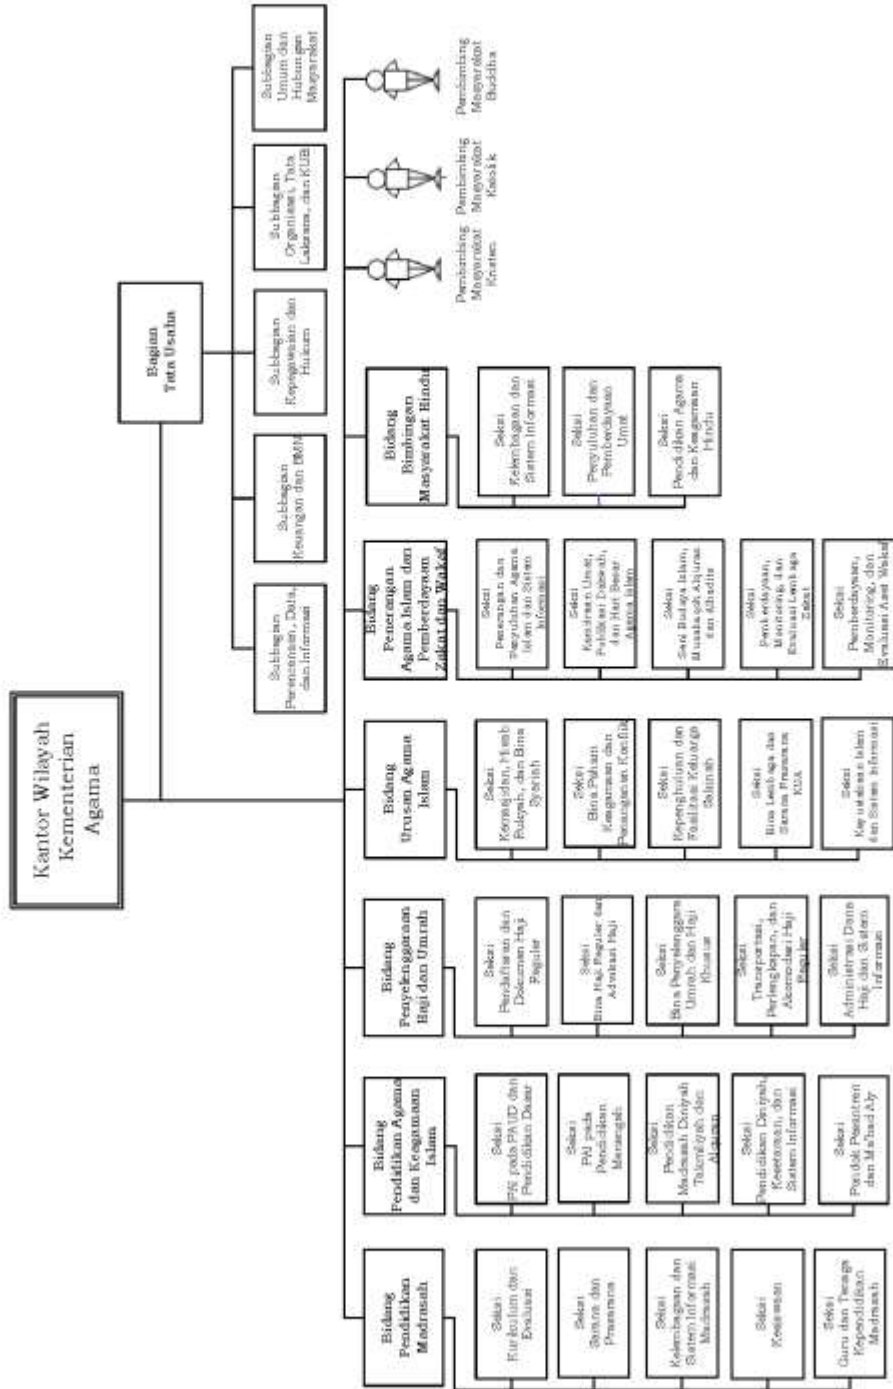 Kantor Wilayah
Kementerian
Agama
Bagian
Tata Usaha
Subbagian
Perencanaan, Data,
dan Informasi
Subbagian
Keuangan dan BMN
Subbagian
Kepegawaian dan
Hukum
Subbagian
Organisasi, Tata
Laksana, dan KUB
Subbagian
Umum dan
Hubungan
Masyarakat
Bidang
Pendidikan
Madrasah
Seksi
Kurikulum dan
Evaluasi
Seksi
Sarana dan
Prasarana
Seksi
Kelembagaan dan
Sistem Informasi
Madrasah
Seksi
Kesiswaan
Seksi
Guru dan Tenaga
Kependidikan
Madrasah
Bidang
Pendidikan Agama
dan Keagamaan
Islam
Seksi
PAI pada PAUD dan
Pendidikan Dasar
Seksi
PAI pada
Pendidikan
Menengah
Seksi
Pendidikan
Madrasah Diniyah
Takmiliyah dan
Alquran
Seksi
Pendidikan Diniyah,
Kesetaraan, dan
Sistem Informasi
Seksi
Pondok Pesantren
dan Ma'had Aly
Bidang
Penyelenggaraan
Haji dan Umrah
Seksi
Pendaftaran dan
Dokumen Haji
Reguler
Seksi
Bina Haji Reguler dan
Advokasi Haji
Seksi
Bina Penyelenggara
Umrah dan Haji
Khusus
Seksi
Transportasi,
Perlengkapan, dan
Akomodasi Haji
Reguler
Seksi
Administrasi Dana
Haji dan Sistem
Informasi
Bidang
Urusan Agama
Islam
Seksi
Kemasjidan, Hisab
Rukyah, dan Bina
Syariah
Seksi
Bina Paham
Keagamaan dan
Penanganan Konflik
Seksi
Kepenghuluan dan
Fasilitasi Keluarga
Sakinah
Seksi
Bina Lembaga dan
Sarana Prasarana
KUA
Seksi
Kepustakaan Islam
dan Sistem Informasi
Bidang
Penerangan
Agama Islam dan
Pemberdayaan
Zakat dan Wakaf
Seksi
Penerangan dan
Penyuluhan Agama
Islam dan Sistem
Informasi
Seksi
Kemitraan Umat,
Publikasi Dakwah,
dan Hari Besar
Agama Islam
Seksi
Seni Budaya Islam,
Musabaqah Alquran
dan Alhadits
Seksi
Pemberdayaan,
Monitoring, dan
Evaluasi Lembaga
Zakat
Seksi
Pemberdayaan,
Monitoring, dan
Evaluasi Aset Wakaf
Bidang
Bimbingan
Masyarakat Hindu
Seksi
Kelembagaan dan
Sistem Informasi
Seksi
Penyuluhan dan
Pemberdayaan
Umat
Seksi
Pendidikan Agama
dan Keagamaan
Hindu
Pembimbing
Masyarakat
Kristen
Pembimbing
Masyarakat
Katolik
Pembimbing
Masyarakat
Buddha